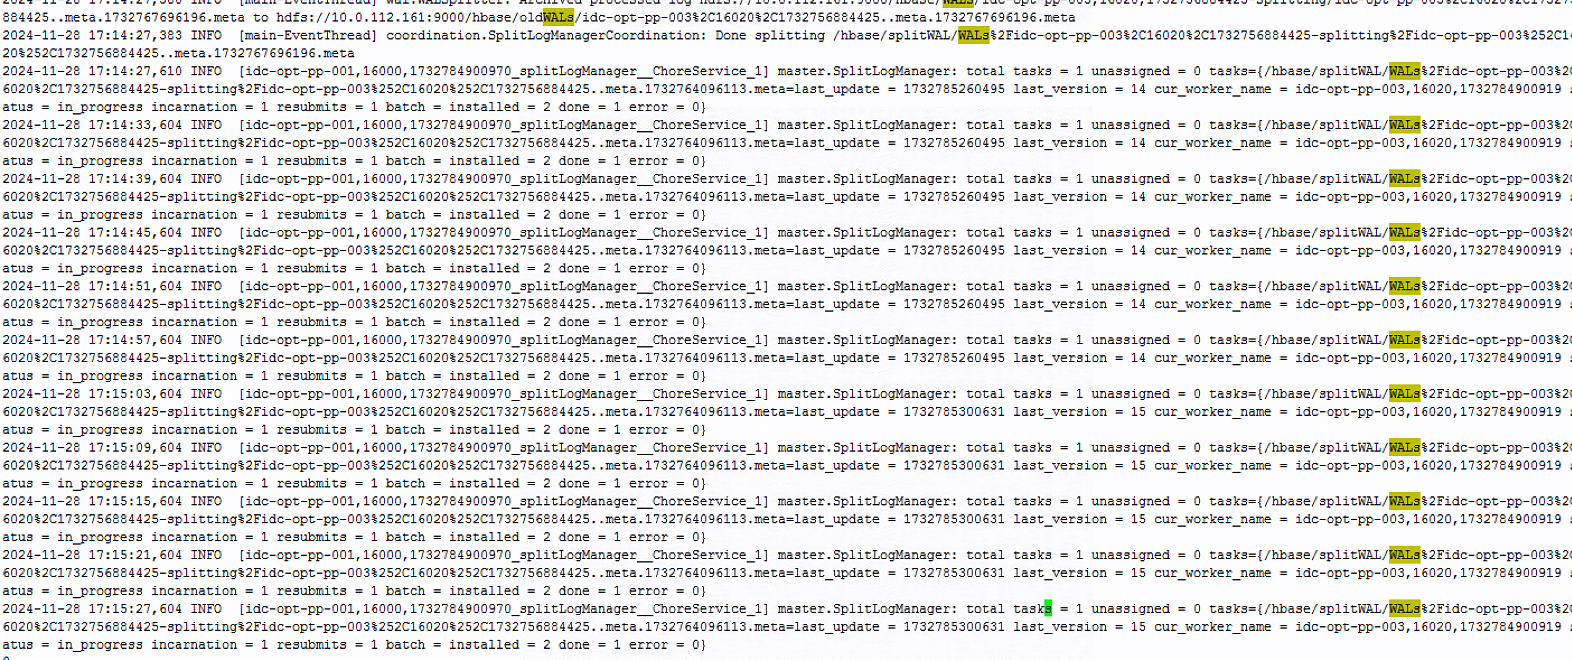 884425..meta.1732767696196.meta to hdfs://10.0.112.161:9000/hbase/oldWALs/idc-opt-pp-003%2C16020%2C1732756884425..meta.1732767696196.meta
2024-11-28 17:14:27,383 INFO  [main-EventThread] coordination.SplitLogManagerCoordination: Done splitting /hbase/splitWAL/WALs%2Fidc-opt-pp-003%2C16020%2C1732756884425-splitting%2Fidc-opt-pp-003%252C1
%252C1732756884425..meta.1732767696196.meta
2024-11-28 17:14:27,610 INFO  [idc-opt-pp-001,16000,1732784900970_splitLogManager__ChoreService_1] master.SplitLogManager: total tasks = 1 unassigned = 0 tasks={/hbase/splitWAL/WALs%2Fidc-opt-pp-003%2C
6020%2C1732756884425-splitting%2Fidc-opt-pp-003%252C16020%252C1732756884425..meta.1732764096113.meta=last_update = 1732785260495 last_version = 14 cur_worker_name = idc-opt-pp-003,16020,1732784900919 s
atus = in_progress incarnation = 1 resubmits = 1 batch = installed = 2 done = 1 error = 0}
2024-11-28 17:14:33,604 INFO  [idc-opt-pp-001,16000,1732784900970_splitLogManager__ChoreService_1] master.SplitLogManager: total tasks = 1 unassigned = 0 tasks={/hbase/splitWAL/WALs%2Fidc-opt-pp-003%2C
6020%2C1732756884425-splitting%2Fidc-opt-pp-003%252C16020%252C1732756884425..meta.1732764096113.meta=last_update = 1732785260495 last_version = 14 cur_worker_name = idc-opt-pp-003,16020,1732784900919 s
atus = in_progress incarnation = 1 resubmits = 1 batch = installed = 2 done = 1 error = 0}
2024-11-28 17:14:39,604 INFO  [idc-opt-pp-001,16000,1732784900970_splitLogManager__ChoreService_1] master.SplitLogManager: total tasks = 1 unassigned = 0 tasks={/hbase/splitWAL/WALs%2Fidc-opt-pp-003%2C
6020%2C1732756884425-splitting%2Fidc-opt-pp-003%252C16020%252C1732756884425..meta.1732764096113.meta=last_update = 1732785260495 last_version = 14 cur_worker_name = idc-opt-pp-003,16020,1732784900919 s
atus = in_progress incarnation = 1 resubmits = 1 batch = installed = 2 done = 1 error = 0}
2024-11-28 17:14:45,604 INFO  [idc-opt-pp-001,16000,1732784900970_splitLogManager__ChoreService_1] master.SplitLogManager: total tasks = 1 unassigned = 0 tasks={/hbase/splitWAL/WALs%2Fidc-opt-pp-003%2C
6020%2C1732756884425-splitting%2Fidc-opt-pp-003%252C16020%252C1732756884425..meta.1732764096113.meta=last_update = 1732785260495 last_version = 14 cur_worker_name = idc-opt-pp-003,16020,1732784900919 s
atus = in_progress incarnation = 1 resubmits = 1 batch = installed = 2 done = 1 error = 0}
2024-11-28 17:14:51,604 INFO  [idc-opt-pp-001,16000,1732784900970_splitLogManager__ChoreService_1] master.SplitLogManager: total tasks = 1 unassigned = 0 tasks={/hbase/splitWAL/WALs%2Fidc-opt-pp-003%2C
6020%2C1732756884425-splitting%2Fidc-opt-pp-003%252C16020%252C1732756884425..meta.1732764096113.meta=last_update = 1732785260495 last_version = 14 cur_worker_name = idc-opt-pp-003,16020,1732784900919 s
atus = in_progress incarnation = 1 resubmits = 1 batch = installed = 2 done = 1 error = 0}
2024-11-28 17:14:57,604 INFO  [idc-opt-pp-001,16000,1732784900970_splitLogManager__ChoreService_1] master.SplitLogManager: total tasks = 1 unassigned = 0 tasks={/hbase/splitWAL/WALs%2Fidc-opt-pp-003%2C
6020%2C1732756884425-splitting%2Fidc-opt-pp-003%252C16020%252C1732756884425..meta.1732764096113.meta=last_update = 1732785260495 last_version = 14 cur_worker_name = idc-opt-pp-003,16020,1732784900919 s
atus = in_progress incarnation = 1 resubmits = 1 batch = installed = 2 done = 1 error = 0}
2024-11-28 17:15:03,604 INFO  [idc-opt-pp-001,16000,1732784900970_splitLogManager__ChoreService_1] master.SplitLogManager: total tasks = 1 unassigned = 0 tasks={/hbase/splitWAL/WALs%2Fidc-opt-pp-003%2C
6020%2C1732756884425-splitting%2Fidc-opt-pp-003%252C16020%252C1732756884425..meta.1732764096113.meta=last_update = 1732785300631 last_version = 15 cur_worker_name = idc-opt-pp-003,16020,1732784900919 s
atus = in_progress incarnation = 1 resubmits = 1 batch = installed = 2 done = 1 error = 0}
2024-11-28 17:15:09,604 INFO  [idc-opt-pp-001,16000,1732784900970_splitLogManager__ChoreService_1] master.SplitLogManager: total tasks = 1 unassigned = 0 tasks={/hbase/splitWAL/WALs%2Fidc-opt-pp-003%2C
6020%2C1732756884425-splitting%2Fidc-opt-pp-003%252C16020%252C1732756884425..meta.1732764096113.meta=last_update = 1732785300631 last_version = 15 cur_worker_name = idc-opt-pp-003,16020,1732784900919 s
atus = in_progress incarnation = 1 resubmits = 1 batch = installed = 2 done = 1 error = 0}
2024-11-28 17:15:15,604 INFO  [idc-opt-pp-001,16000,1732784900970_splitLogManager__ChoreService_1] master.SplitLogManager: total tasks = 1 unassigned = 0 tasks={/hbase/splitWAL/WALs%2Fidc-opt-pp-003%2C
6020%2C1732756884425-splitting%2Fidc-opt-pp-003%252C16020%252C1732756884425..meta.1732764096113.meta=last_update = 1732785300631 last_version = 15 cur_worker_name = idc-opt-pp-003,16020,1732784900919 s
atus = in_progress incarnation = 1 resubmits = 1 batch = installed = 2 done = 1 error = 0}
2024-11-28 17:15:21,604 INFO  [idc-opt-pp-001,16000,1732784900970_splitLogManager__ChoreService_1] master.SplitLogManager: total tasks = 1 unassigned = 0 tasks={/hbase/splitWAL/WALs%2Fidc-opt-pp-003%2C
6020%2C1732756884425-splitting%2Fidc-opt-pp-003%252C16020%252C1732756884425..meta.1732764096113.meta=last_update = 1732785300631 last_version = 15 cur_worker_name = idc-opt-pp-003,16020,1732784900919 s
atus = in_progress incarnation = 1 resubmits = 1 batch = installed = 2 done = 1 error = 0}
2024-11-28 17:15:27,604 INFO  [idc-opt-pp-001,16000,1732784900970_splitLogManager__ChoreService_1] master.SplitLogManager: total tasks = 1 unassigned = 0 tasks={/hbase/splitWAL/WALs%2Fidc-opt-pp-003%2C
6020%2C1732756884425-splitting%2Fidc-opt-pp-003%252C16020%252C1732756884425..meta.1732764096113.meta=last_update = 1732785300631 last_version = 15 cur_worker_name = idc-opt-pp-003,16020,1732784900919 s
atus = in_progress incarnation = 1 resubmits = 1 batch = installed = 2 done = 1 error = 0}